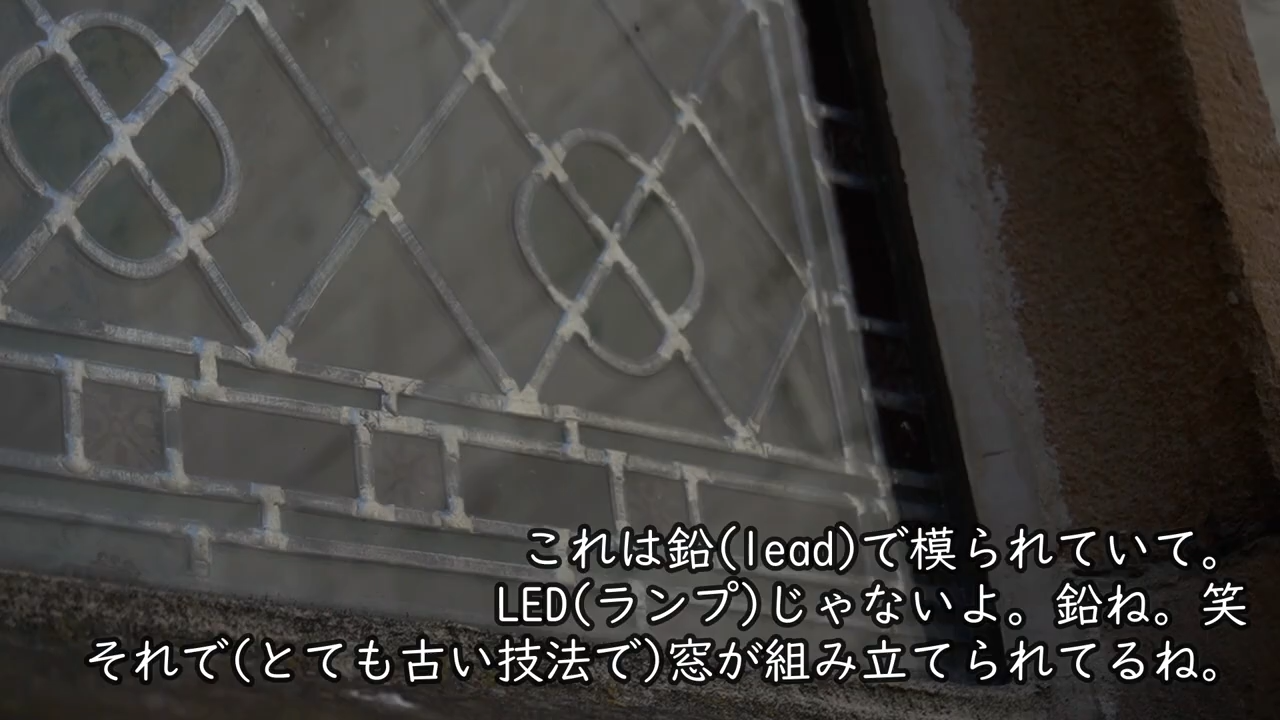 これは鉛(lead)で模られていて。
LED(ランプ)じゃないよ。鉛ね。笑
それで(とても古い技法で)窓が組み立てられてるね。